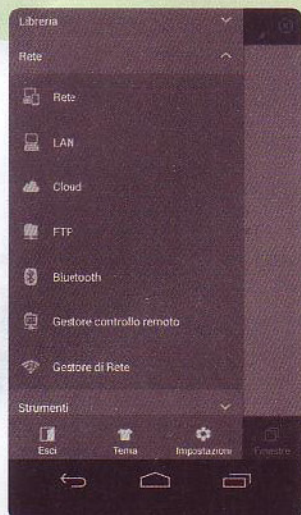 Libreria
Rete
Rete
LAN
Cloud
FTP
Bluetooth
Gestore controllo remoto
Gestore di Rete
Strumenti
Esci Tema Impostazioni Finestre